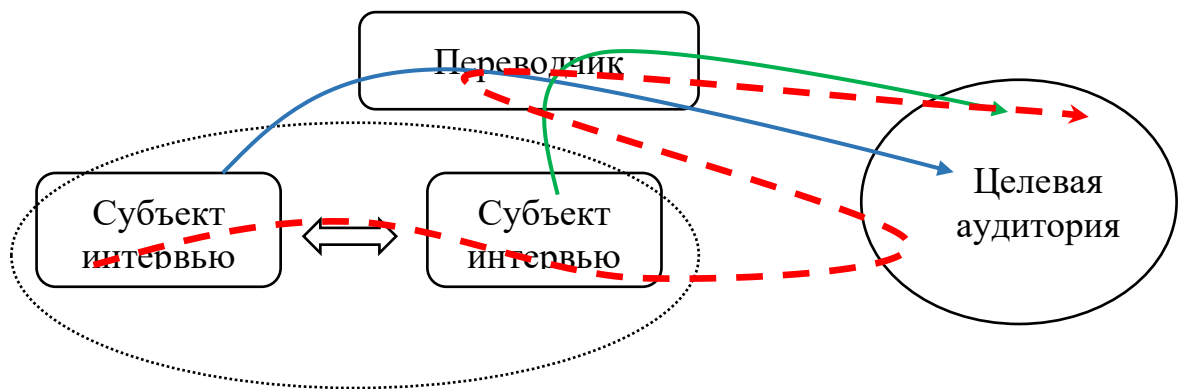 Переводчик
Субъект
интервью
Субъект
интервью
Целевая
аудитория